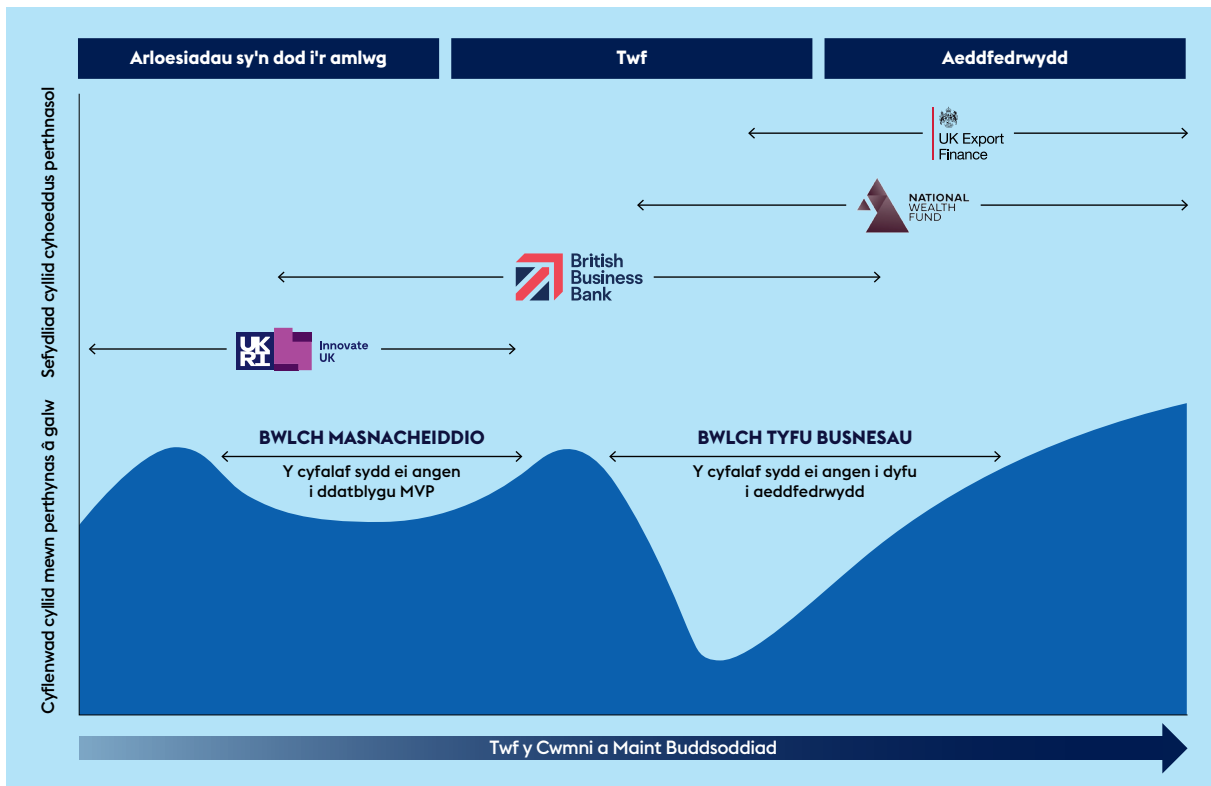 Arloesiadau sy'n dod i'r amlwg
Twf
Aeddfedrwydd
Sefydliad cyllid cyhoeddus perthnasol
UK Export
Finance
NATIONAL
WEALTH
FUND
British
Business
Bank
UK
RI
Innovate
UK
Cyflenwad cyllid mewn perthynas â galw
BWLCH MASNACHEIDDIO
Y cyfalaf sydd ei angen
i ddatblygu MVP
BWLCH TYFU BUSNESAU
Y cyfalaf sydd ei angen i dyfu
i aeddfedrwydd
Twf y Cwmni a Maint Buddsoddiad